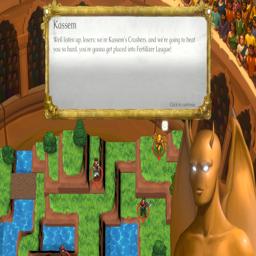 Kassem
Well listen up, losers: we're Kassem's Crushers, and we're going to beat
you so hard, you're gonna get placed into Fertilizer League!
Click to continue...